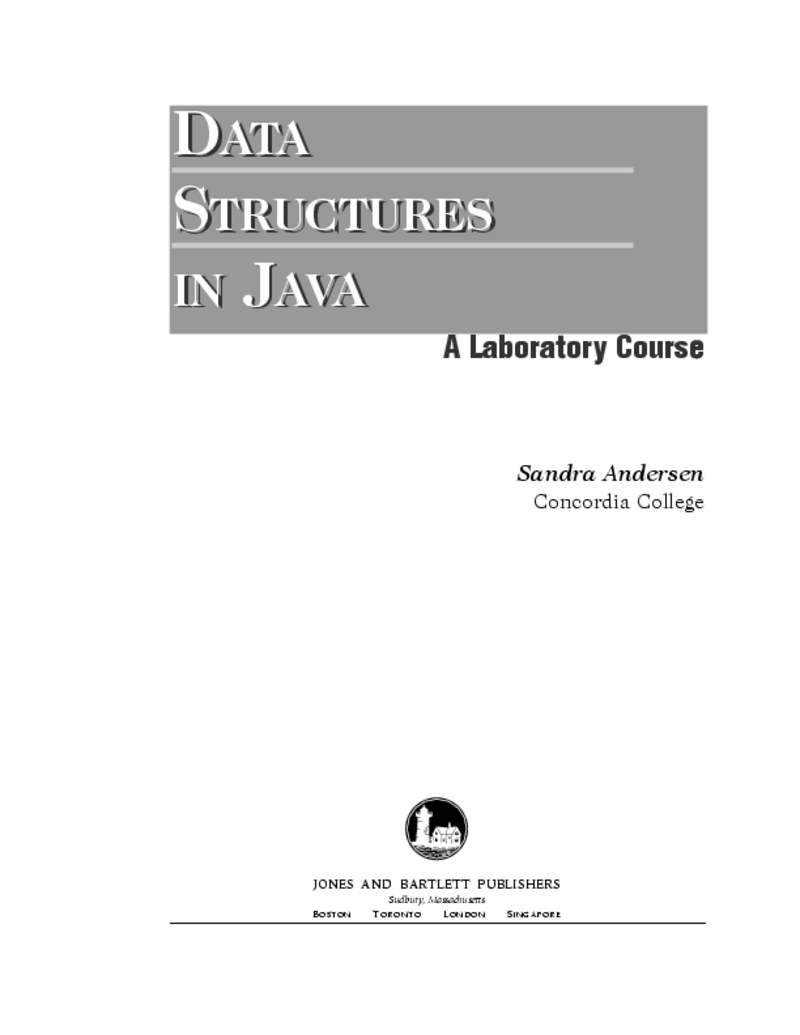 DATA
STRUCTURES
IN JAVA
A Laboratory Course
Sandra Andersen
Concordia College
JONES AND BARTLETT PUBLISHERS
Sudbury, Massachusetts
BOSTON TORONTO LONDON SINGAPORE